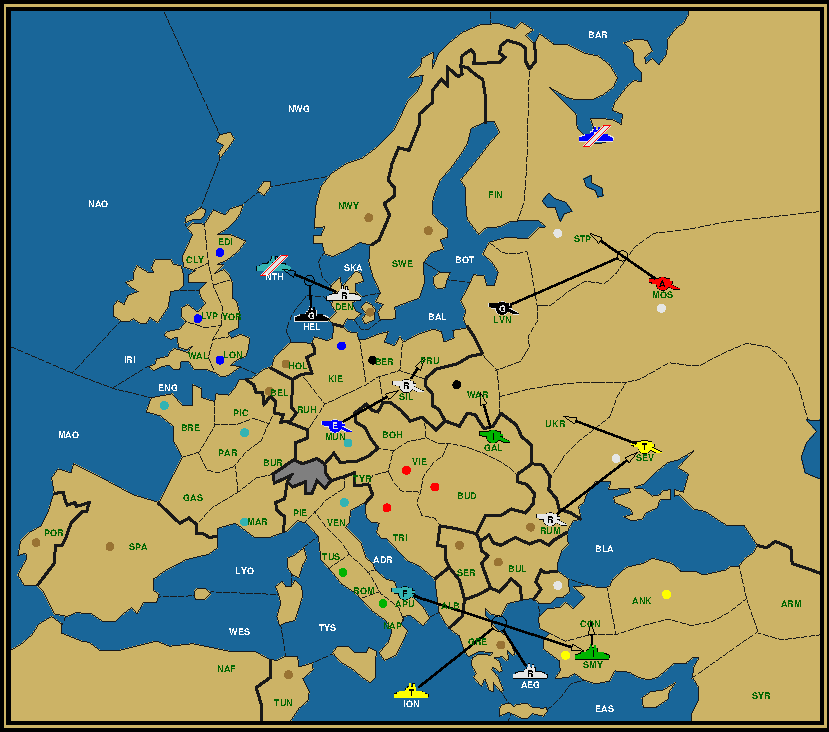 BAR
NWG
NAO
FIN
NWY
STP
EDI
CLY
SWE
BOT
SKA
NTH
A
MOS
R
DEN
G
LVN
G
HEL
BAL
LVP
YOR
IRI
WAL
LON
HOL
KIE
BER
PRU
R
SIL
ENG
BEL
RUH
WAR
MAO
PIC
BRE
E
MUN
BOH
I
GAL
UKR
T
SEV
PAR
BUR
VIE
TYR
BUD
GAS
PIE
VEN
R
RUM
MAR
POR
SPA
TRI
BLA
LYO
TUS
ADR
SER
BUL
ROM
F
APU
ALB
ANK
ARM
NAP
CON
WES
TYS
GRE
NAF
I
SMY
R
AEG
TUN
T
ION
EAS
SYR